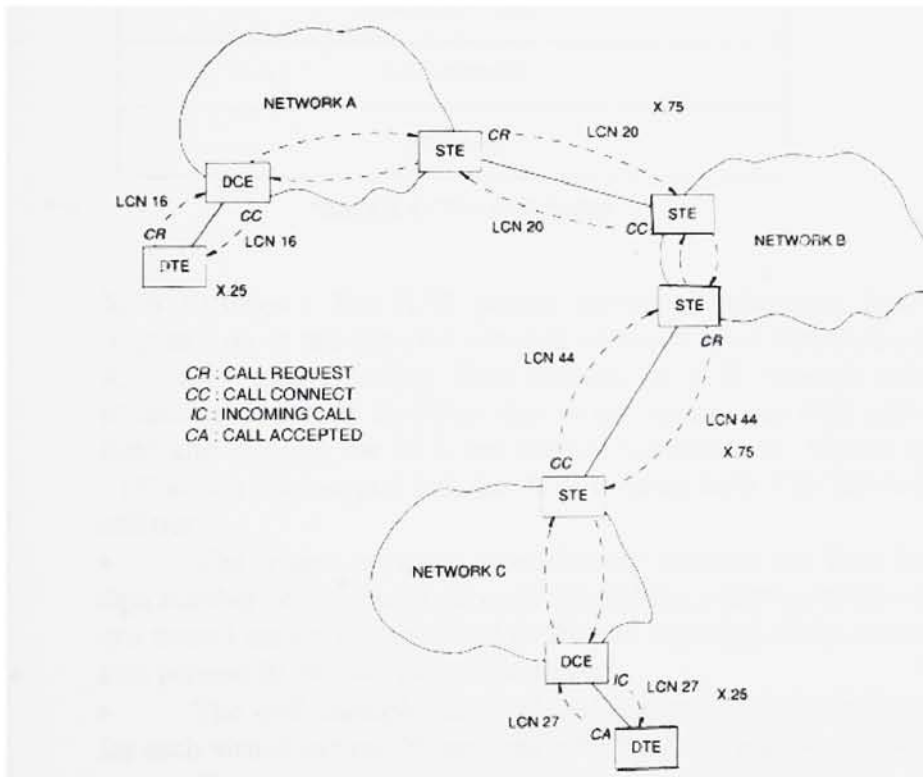 NETWORK A
X.75
CR
LCN 20
STE
DCE
LCN 16
CC
CR
LCN 16
DTE
X.25
LCN 20
CC
STE
NETWORK B
STE
CR
LCN 44
CR : CALL REQUEST
CC : CALL CONNECT
IC : INCOMING CALL
CA : CALL ACCEPTED
LCN 44
X.75
CC
STE
NETWORK C
DCE
IC
LCN 27
X.25
LCN 27
CA
DTE